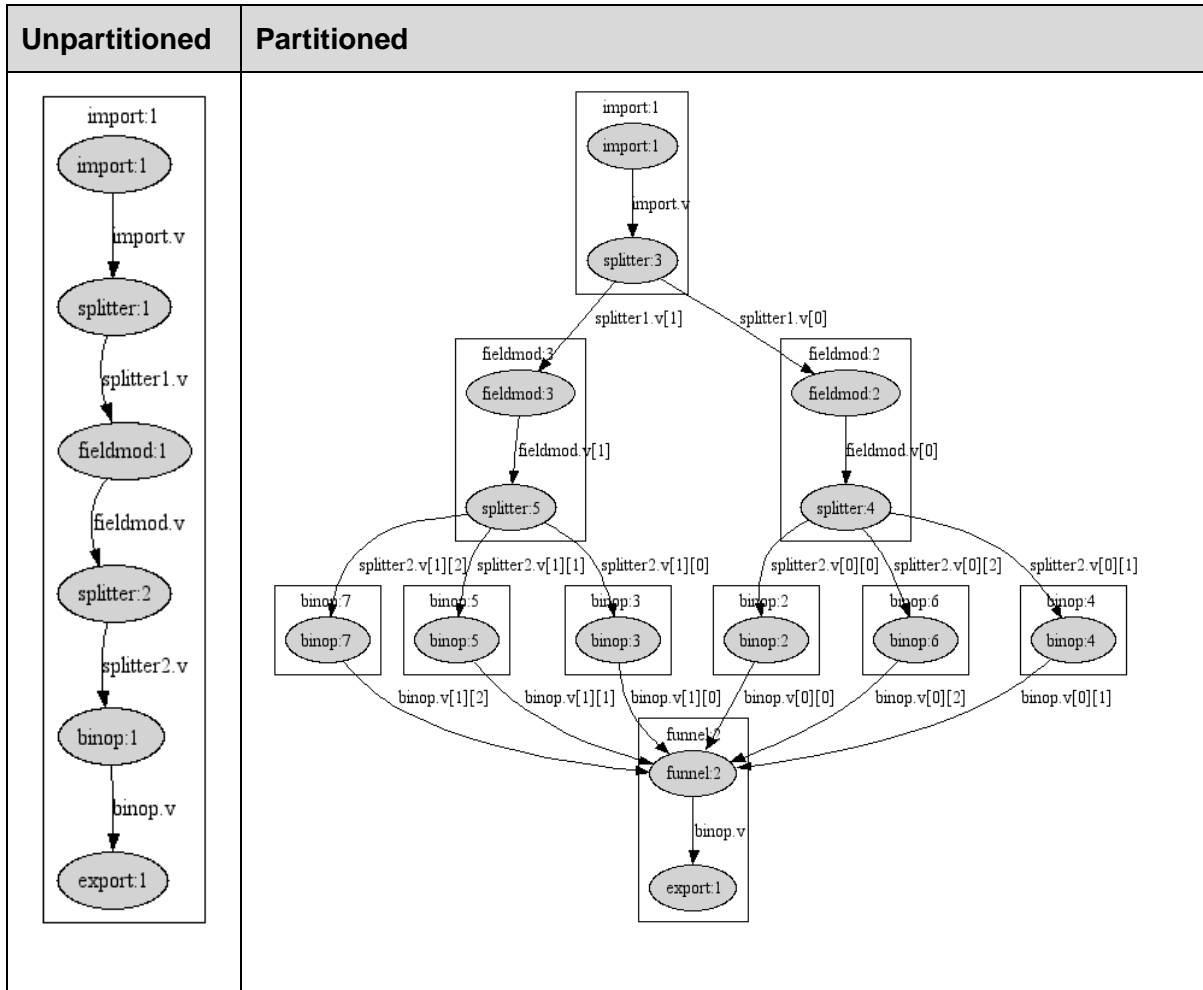 Unpartitioned
Partitioned
import:1
import:1
import.v
splitter:1
splitter1.v
fieldmod:1
fieldmod.v
splitter:2
splitter2.v
binop:1
binop.v
export:1
import:1
import:1
import.v
splitter:3
splitter1.v[1]
splitter1.v[0]
fieldmod:3
fieldmod:2
fieldmod:3
fieldmod:2
fieldmod.v[1]
fieldmod.v[0]
splitter:5
splitter:4
splitter2.v[1][2]
splitter2.v[1][1]
splitter2.v[1][0]
splitter2.v[0][0]
splitter2.v[0][2]
splitter2.v[0][1]
binop:7
binop:5
binop:3
binop:2
binop:6
binop:4
binop:7
binop:5
binop:3
binop:2
binop:6
binop:4
binop.v[1][2]
binop.v[1][1]
binop.v[1][0]
binop.v[0][0]
binop.v[0][2]
binop.v[0][1]
funnel:2
funnel:2
binop.v
export:1